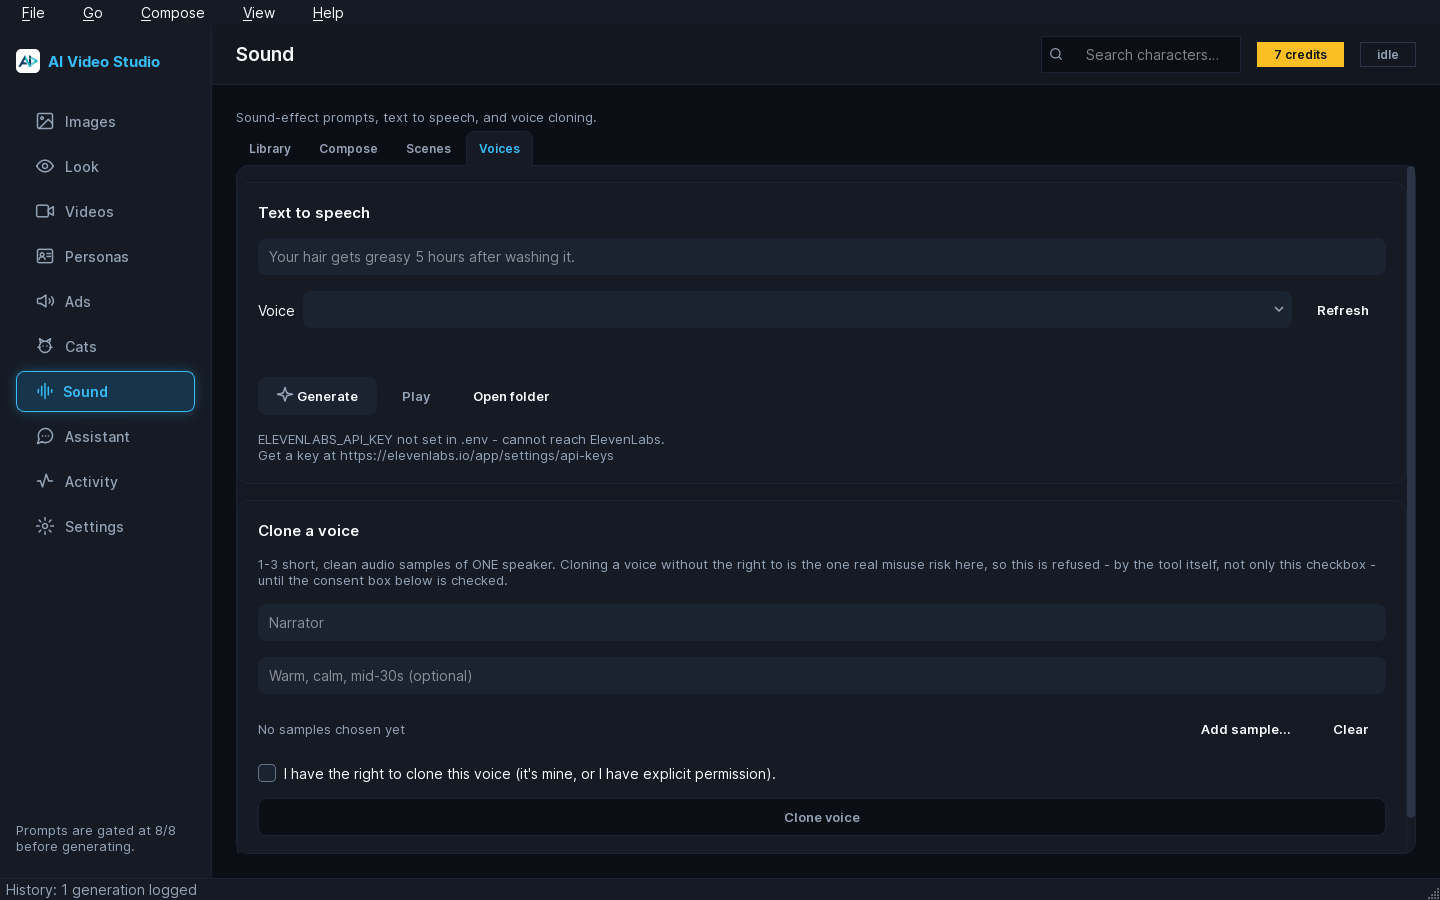 File Go Compose View Help
AI Video Studio
Sound
Search characters...
7 credits
idle
Images
Look
Videos
Personas
Ads
Cats
Sound
Assistant
Activity
Settings
Prompts are gated at 8/8
before generating.
Sound-effect prompts, text to speech, and voice cloning.
Library Compose Scenes Voices
Text to speech
Your hair gets greasy 5 hours after washing it.
Voice
Refresh
Generate Play Open folder
ELEVENLABS_API_KEY not set in .env - cannot reach ElevenLabs.
Get a key at https://elevenlabs.io/app/settings/api-keys
Clone a voice
1-3 short, clean audio samples of ONE speaker. Cloning a voice without the right to is the one real misuse risk here, so this is refused - by the tool itself, not only this checkbox -
until the consent box below is checked.
Narrator
Warm, calm, mid-30s (optional)
No samples chosen yet
Add sample... Clear
I have the right to clone this voice (it's mine, or I have explicit permission).
Clone voice
History: 1 generation logged